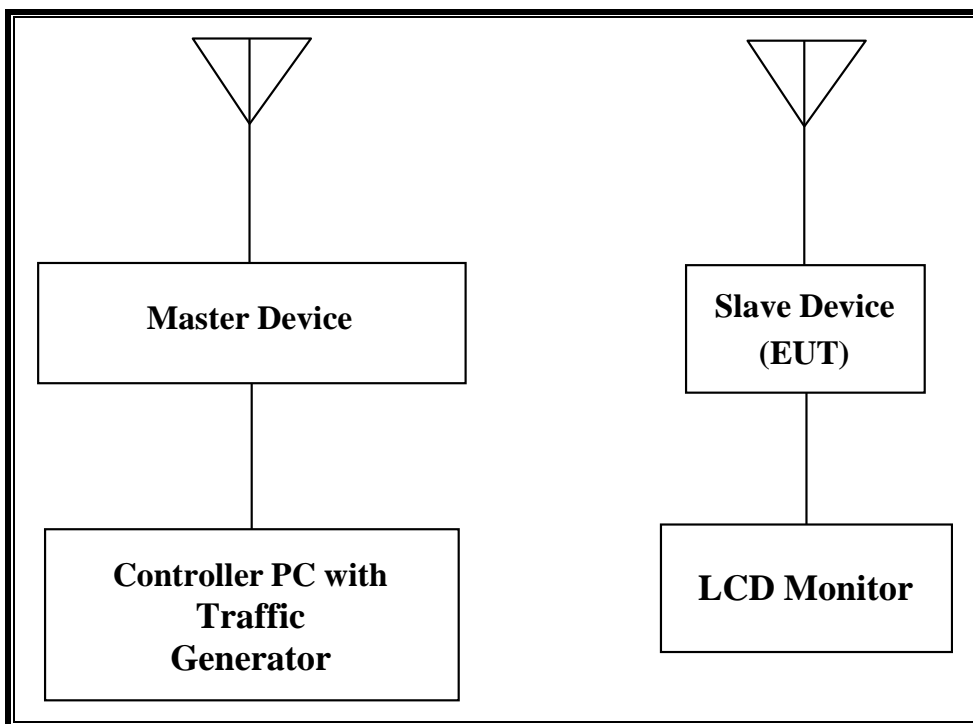 Master Device
Slave Device
(EUT)
Controller PC with
Traffic
Generator
LCD Monitor